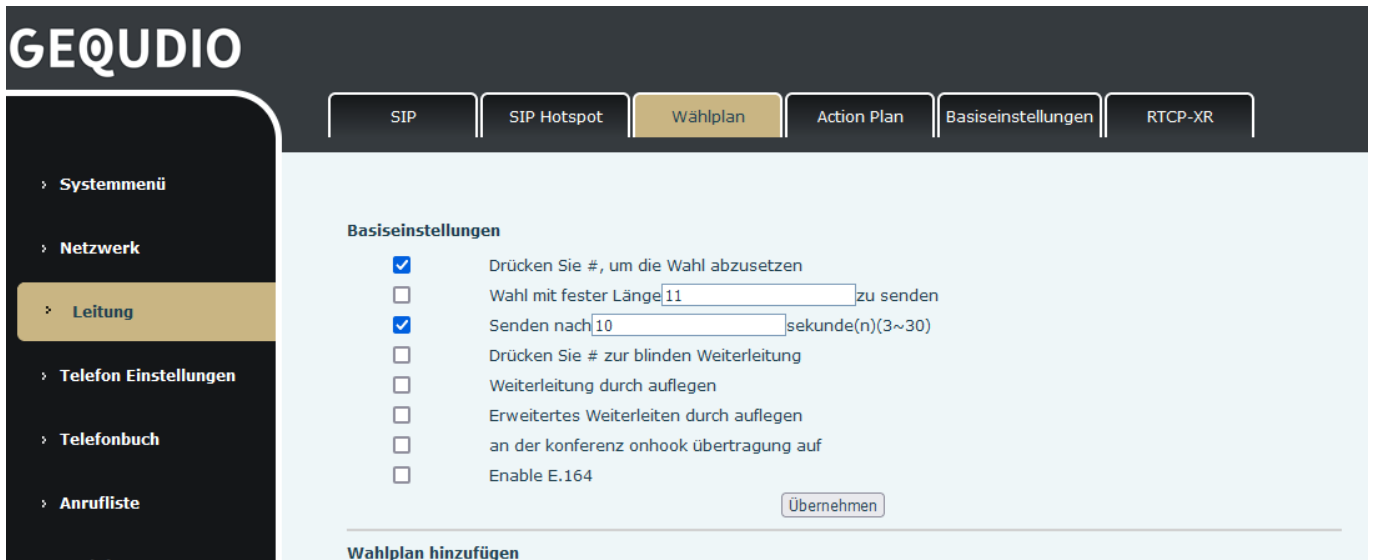 GEQUDIO
SIP
SIP Hotspot
Wählplan
Action Plan
Basiseinstellungen
RTCP-XR
Systemmenü
Netzwerk
Leitung
Telefon Einstellungen
Telefonbuch
Anrufliste
Basiseinstellungen
Drücken Sie #, um die Wahl abzusetzen
Wahl mit fester Länge 11 zu senden
Senden nach 10 sekunde(n)(3~30)
Drücken Sie # zur blinden Weiterleitung
Weiterleitung durch auflegen
Erweitertes Weiterleiten durch auflegen
an der konferenz onhook übertragung auf
Enable E.164
Übernehmen
Wahlplan hinzufügen